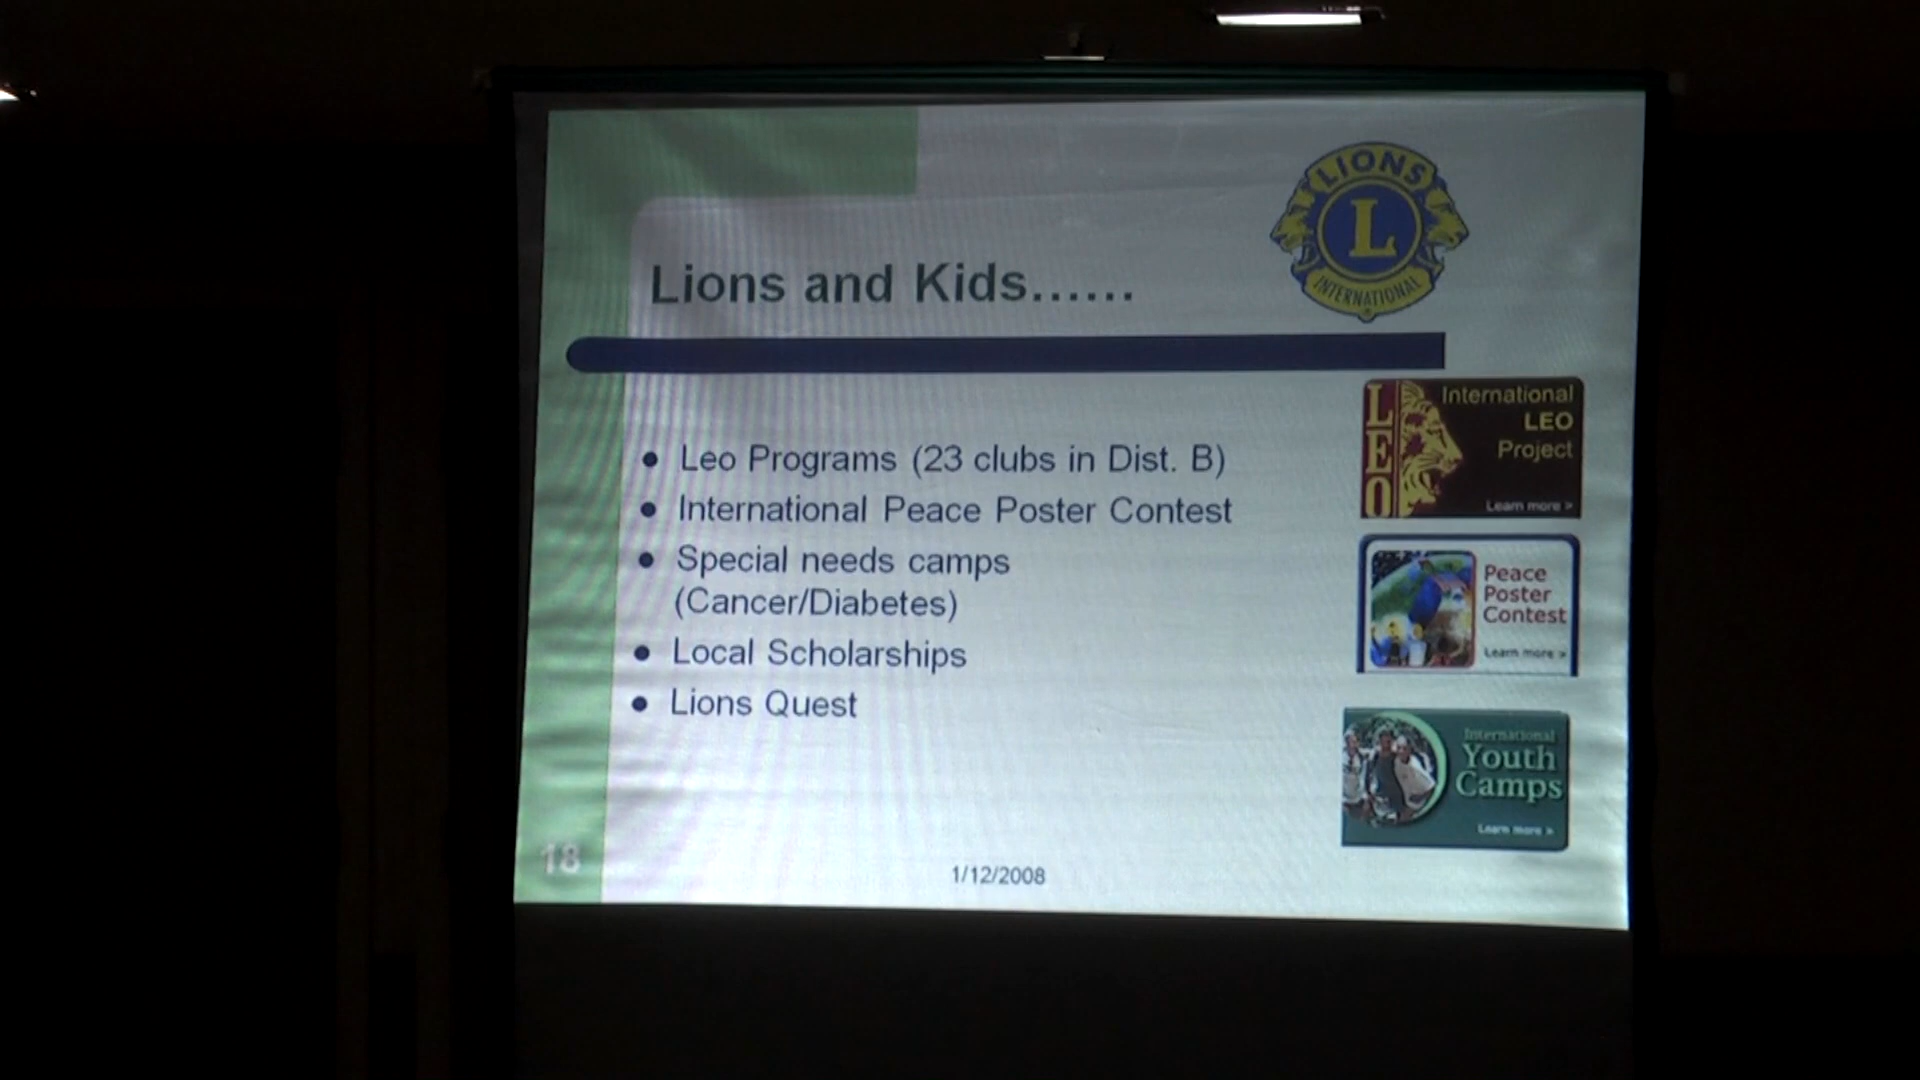 LIONS
L
INTERNATIONAL
Lions and Kids......
● Leo Programs (23 clubs in Dist. B)
● International Peace Poster Contest
● Special needs camps
(Cancer/Diabetes)
● Local Scholarships
● Lions Quest
LEO
International
LEO
Project
Learn more >
Peace
Poster
Contest
Learn more >
International
Youth
Camps
Learn more >
18
1/12/2008